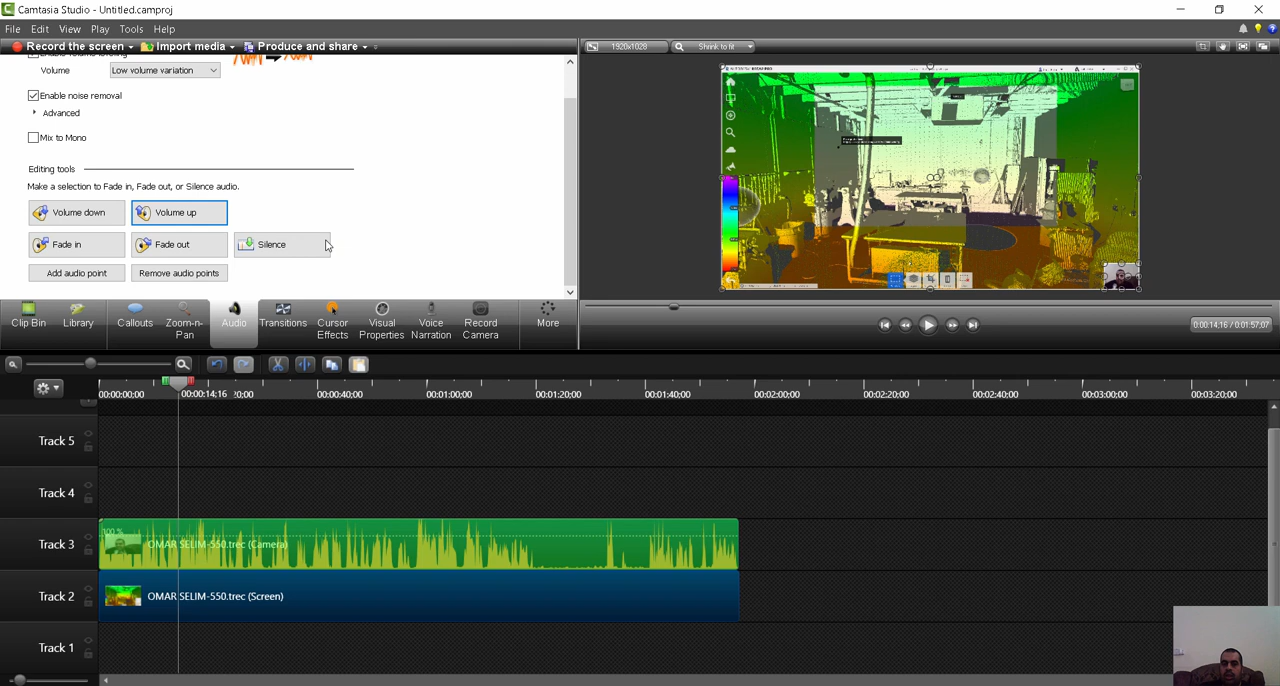 Camtasia Studio - Untitled.camproj
File Edit View Play Tools Help
Record the screen Import media Produce and share
1920x1028 Shrink to fit
Volume Low volume variation
Enable noise removal
Advanced
Mix to Mono
Editing tools
Make a selection to Fade in, Fade out, or Silence audio.
Volume down Volume up
Fade in Fade out Silence
Add audio point Remove audio points
Clip Bin Library Callouts Zoom-n-Pan Audio Transitions Cursor Effects Visual Properties Voice Narration Record Camera More
0:00:14;16 / 0:01:57;07
00:00:00;00 00:00:14;16 00:00:40;00 00:01:00;00 00:01:20;00 00:01:40;00 00:02:00;00 00:02:20;00 00:02:40;00 00:03:00;00 00:03:20;00
Track 5
Track 4
100 %
Track 3 OMAR SELIM-550.trec (Camera)
Track 2 OMAR SELIM-550.trec (Screen)
Track 1